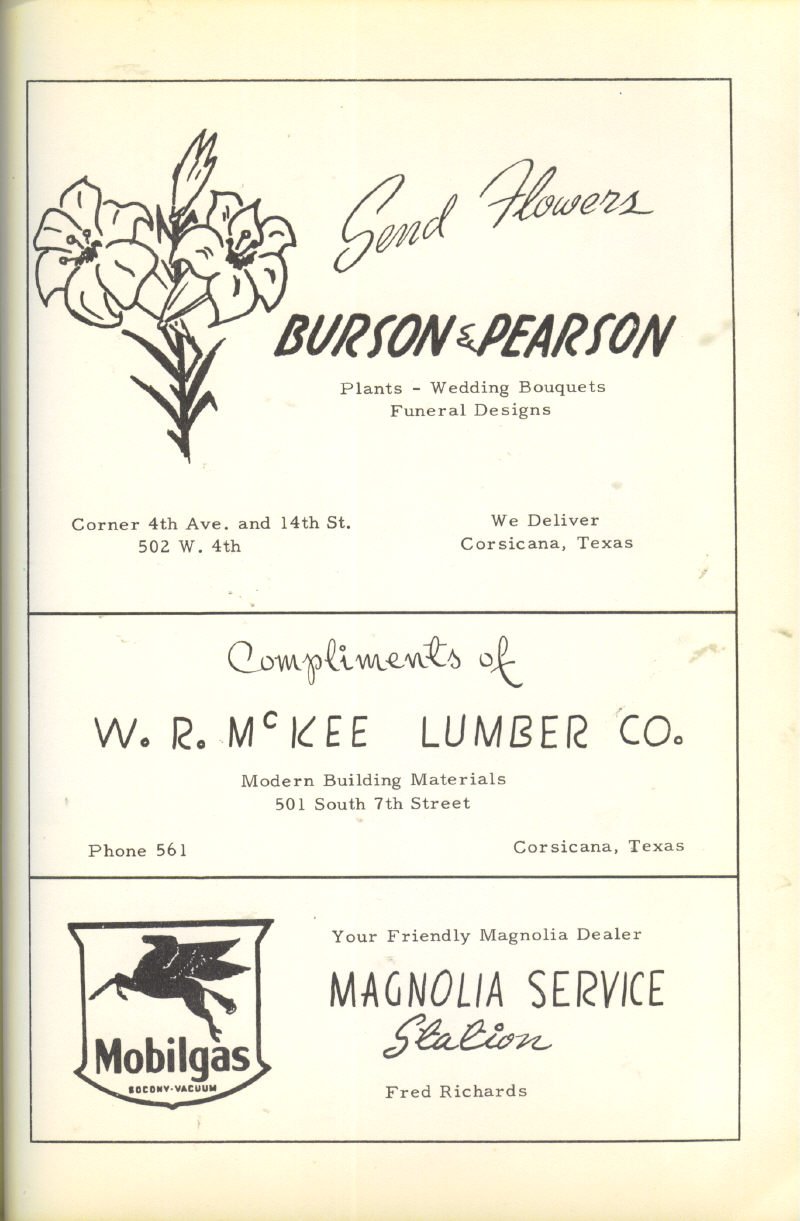 Send Flowers
BURSON & PEARSON
Plants - Wedding Bouquets
Funeral Designs
Corner 4th Ave. and 14th St.
502 W. 4th
We Deliver
Corsicana, Texas
Compliments of
W. R. McKEE LUMBER CO.
Modern Building Materials
501 South 7th Street
Phone 561
Corsicana, Texas
Your Friendly Magnolia Dealer
MAGNOLIA SERVICE
Station
Fred Richards
Mobilgas
SOCONY-VACUUM